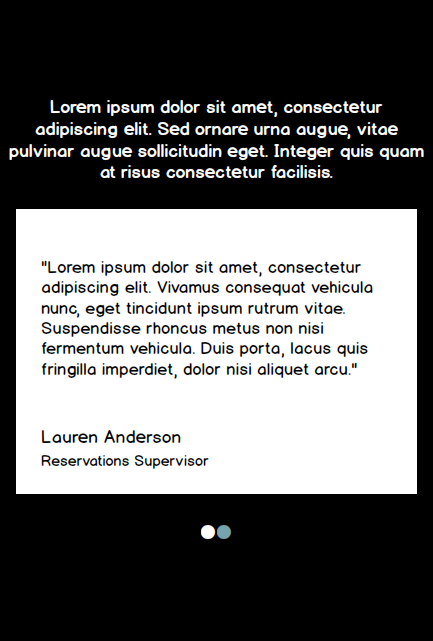 Lorem ipsum dolor sit amet, consectetur
adipiscing elit. Sed ornare urna augue, vitae
pulvinar augue sollicitudin eget. Integer quis quam
at risus consectetur facilisis.
"Lorem ipsum dolor sit amet, consectetur
adipiscing elit. Vivamus consequat vehicula
nunc, eget tincidunt ipsum rutrum vitae.
Suspendisse rhoncus metus non nisi
fermentum vehicula. Duis porta, lacus quis
fringilla imperdiet, dolor nisi aliquet arcu."
Lauren Anderson
Reservations Supervisor